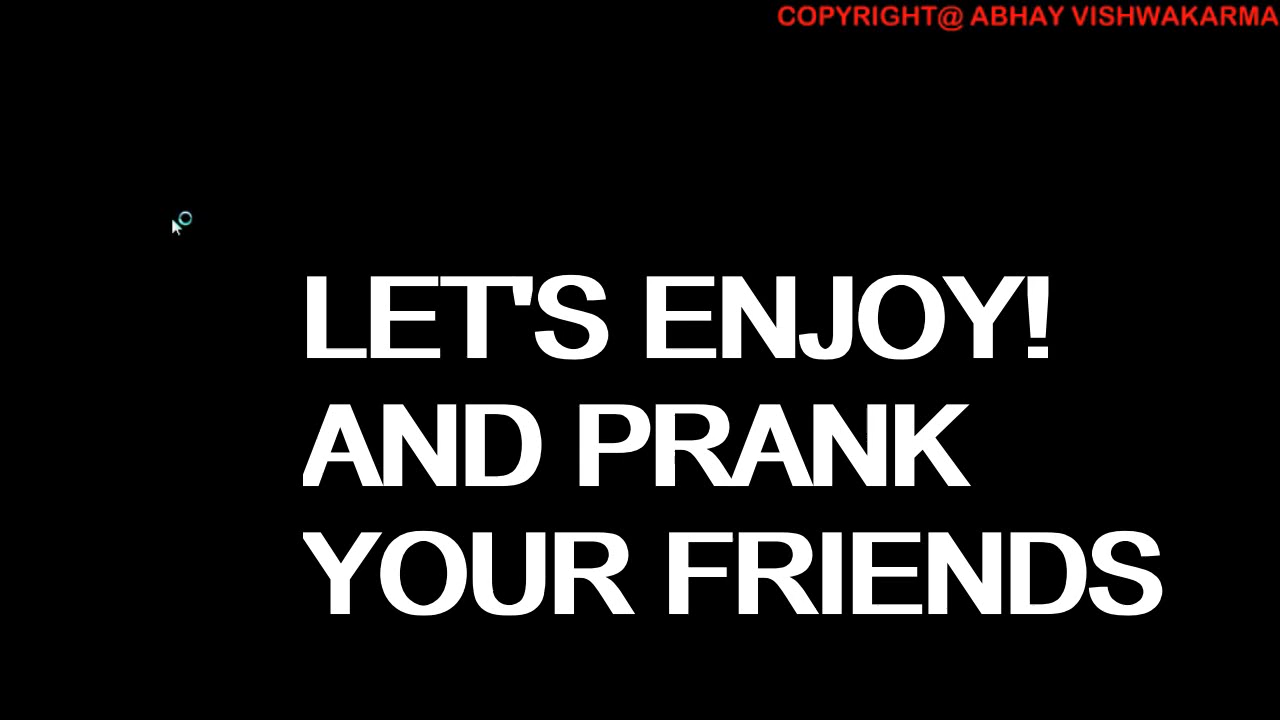 COPYRIGHT@ ABHAY VISHWAKARMA
LET'S ENJOY!
AND PRANK
YOUR FRIENDS